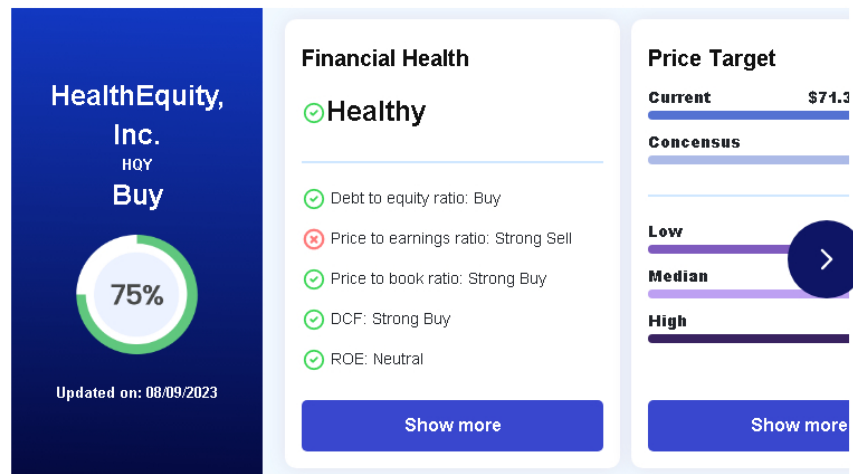 HealthEquity,
Inc.
HQY
Buy
75%
Updated on: 08/09/2023
Financial Health
Healthy
Debt to equity ratio: Buy
Price to earnings ratio: Strong Sell
Price to book ratio: Strong Buy
DCF: Strong Buy
ROE: Neutral
Show more
Price Target
Current $71.3
Concensus
Low
Median
High
Show more